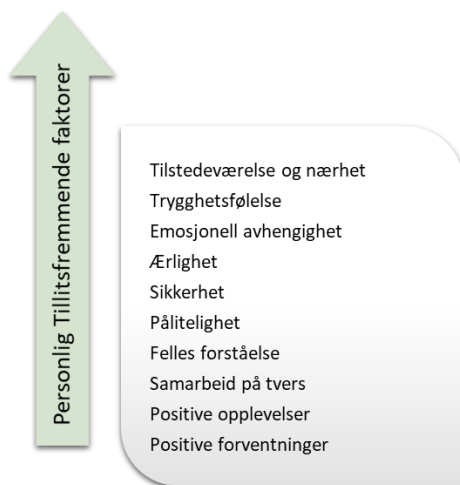 Personlig Tillitsfremmende faktorer
Tilstedeværelse og nærhet
Trygghetsfølelse
Emosjonell avhengighet
Ærlighet
Sikkerhet
Pålitelighet
Felles forståelse
Samarbeid på tvers
Positive opplevelser
Positive forventninger